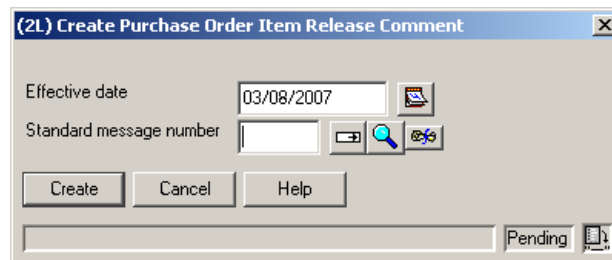 (2L) Create Purchase Order Item Release Comment
Effective date 03/08/2007
Standard message number
Create Cancel Help
Pending